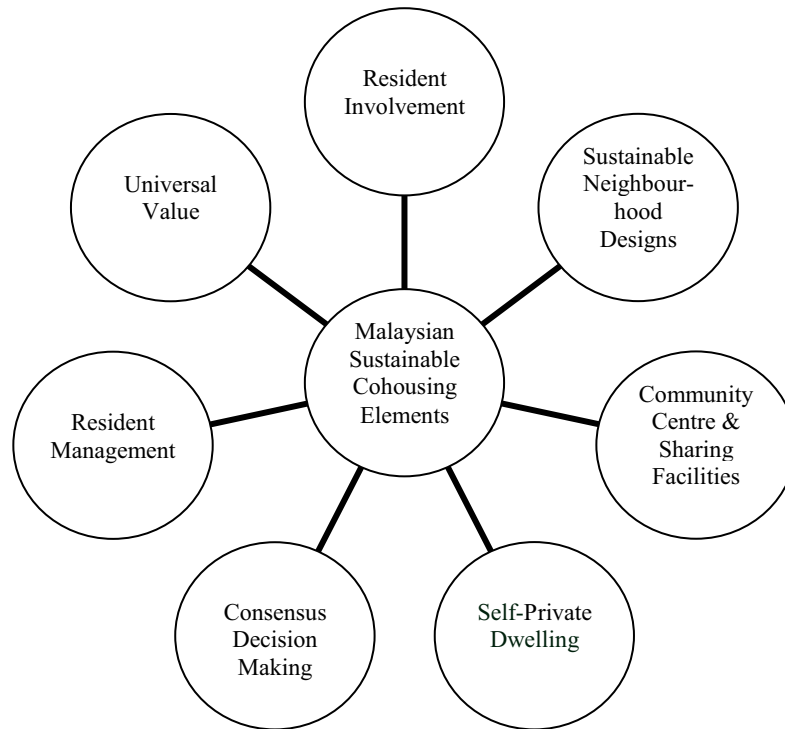 Resident
Involvement
Sustainable
Neighbour-
hood
Designs
Community
Centre &
Sharing
Facilities
Self-Private
Dwelling
Consensus
Decision
Making
Resident
Management
Universal
Value
Malaysian
Sustainable
Cohousing
Elements